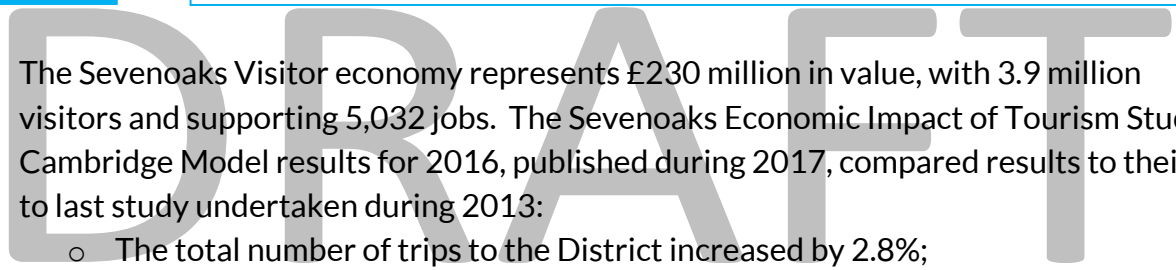 DRAFT
The Sevenoaks Visitor economy represents £230 million in value, with 3.9 million
visitors and supporting 5,032 jobs. The Sevenoaks Economic Impact of Tourism
Cambridge Model results for 2016, published during 2017, compared results to
to last study undertaken during 2013:
○ The total number of trips to the District increased by 2.8%;